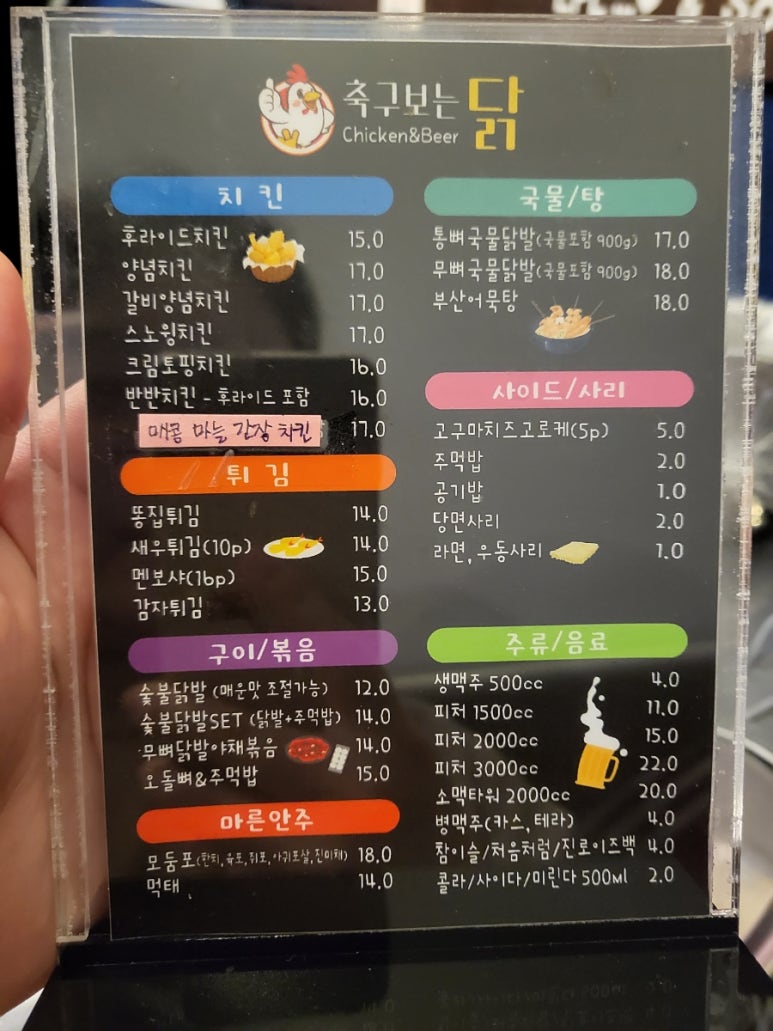 축구보는 닭
Chicken&Beer
치킨
후라이드치킨 15.0
양념치킨 17.0
갈비양념치킨 17.0
스노윙치킨 17.0
크림토핑치킨 16.0
반반치킨 - 후라이드 포함 16.0
매콤 마늘 간장 치킨 17.0
튀김
똥집튀김 14.0
새우튀김(10p) 14.0
멘보샤(16p) 15.0
감자튀김 13.0
구이/볶음
숯불닭발 (매운맛 조절가능) 12.0
숯불닭발SET (닭발+주먹밥) 14.0
무뼈닭발야채볶음 14.0
오돌뼈&주먹밥 15.0
마른안주
모둠포(한치, 육포, 쥐포, 아귀포살, 진미채) 18.0
먹태 14.0
국물/탕
통뼈국물닭발(국물포함 900g) 17.0
무뼈국물닭발(국물포함 900g) 18.0
부산어묵탕 18.0
사이드/사리
고구마치즈고로케(5p) 5.0
주먹밥 2.0
공기밥 1.0
당면사리 2.0
라면, 우동사리 1.0
주류/음료
생맥주 500cc 4.0
피처 1500cc 11.0
피처 2000cc 15.0
피처 3000cc 22.0
소맥타워 2000cc 20.0
병맥주(카스, 테라) 4.0
참이슬/처음처럼/진로이즈백 4.0
콜라/사이다/미린다 500ml 2.0